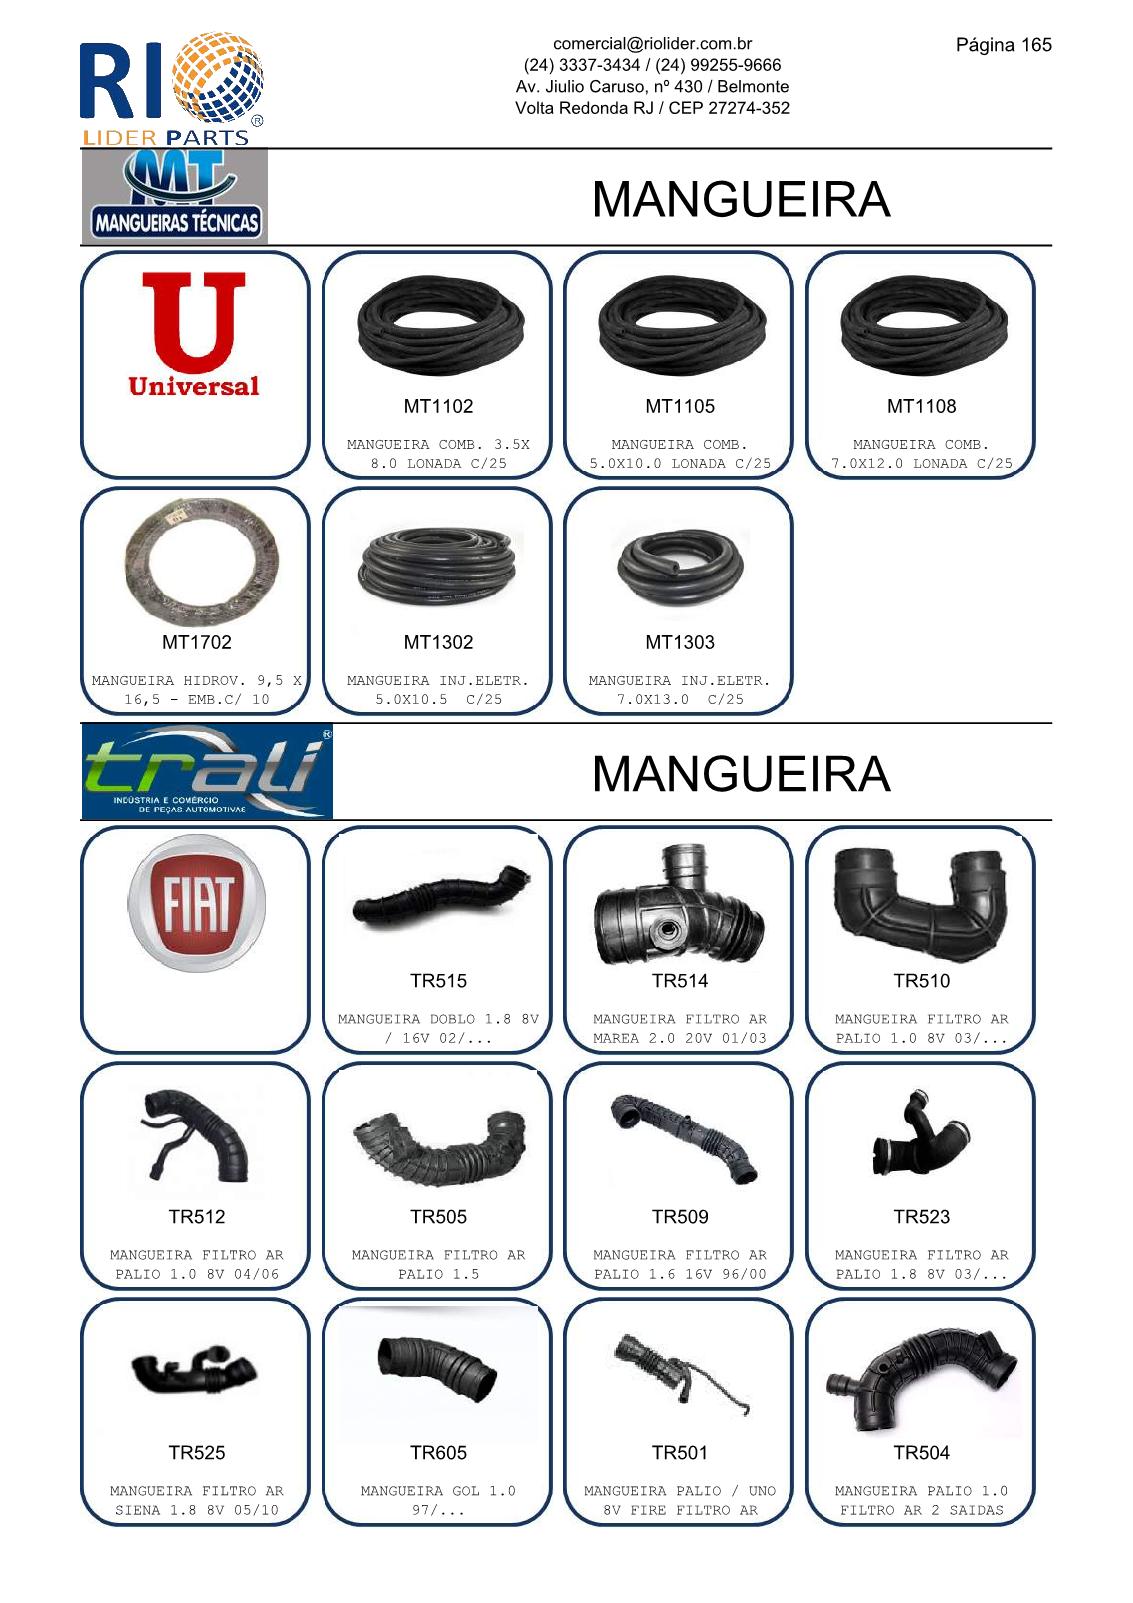 comercial@riolider.com.br
(24) 3337-3434 / (24) 99255-9666
Av. Jiulio Caruso, nº 430 / Belmonte
Volta Redonda RJ / CEP 27274-352
Página 165
RIO
LIDER PARTS®
MT
MANGUEIRAS TÉCNICAS
MANGUEIRA
U
Universal
MT1102
MANGUEIRA COMB. 3.5X
8.0 LONADA C/25
MT1105
MANGUEIRA COMB.
5.0X10.0 LONADA C/25
MT1108
MANGUEIRA COMB.
7.0X12.0 LONADA C/25
MT1702
MANGUEIRA HIDROV. 9,5 X
16,5 - EMB.C/ 10
MT1302
MANGUEIRA INJ.ELETR.
5.0X10.5 C/25
MT1303
MANGUEIRA INJ.ELETR.
7.0X13.0 C/25
trali®
INDÚSTRIA E COMÉRCIO
DE PEÇAS AUTOMOTIVAS
MANGUEIRA
FIAT
TR515
MANGUEIRA DOBLO 1.8 8V
/ 16V 02/...
TR514
MANGUEIRA FILTRO AR
MAREA 2.0 20V 01/03
TR510
MANGUEIRA FILTRO AR
PALIO 1.0 8V 03/...
TR512
MANGUEIRA FILTRO AR
PALIO 1.0 8V 04/06
TR505
MANGUEIRA FILTRO AR
PALIO 1.5
TR509
MANGUEIRA FILTRO AR
PALIO 1.6 16V 96/00
TR523
MANGUEIRA FILTRO AR
PALIO 1.8 8V 03/...
TR525
MANGUEIRA FILTRO AR
SIENA 1.8 8V 05/10
TR605
MANGUEIRA GOL 1.0
97/...
TR501
MANGUEIRA PALIO / UNO
8V FIRE FILTRO AR
TR504
MANGUEIRA PALIO 1.0
FILTRO AR 2 SAIDAS